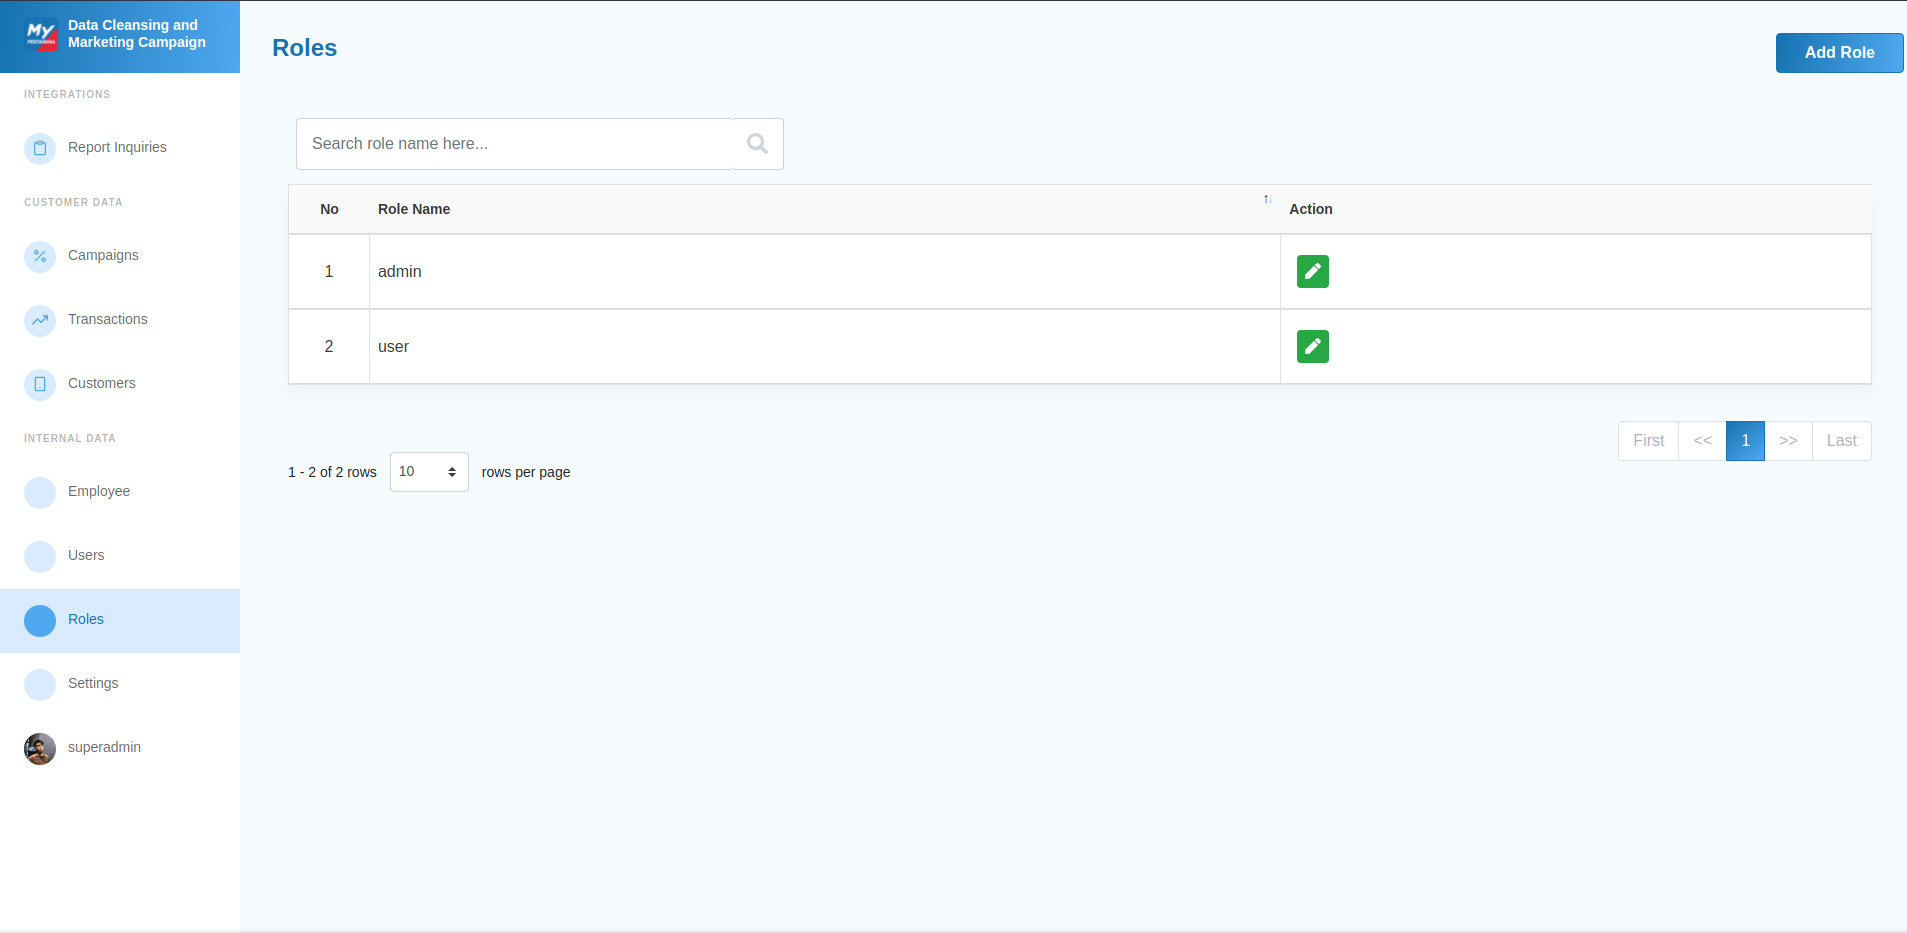 My
PERTAMINA
Data Cleansing and
Marketing Campaign
INTEGRATIONS
Report Inquiries
CUSTOMER DATA
Campaigns
Transactions
Customers
INTERNAL DATA
Employee
Users
Roles
Settings
superadmin
Roles
Add Role
Search role name here...
No Role Name ↑↓ Action
1 admin
2 user
First << 1 >> Last
1 - 2 of 2 rows 10 rows per page